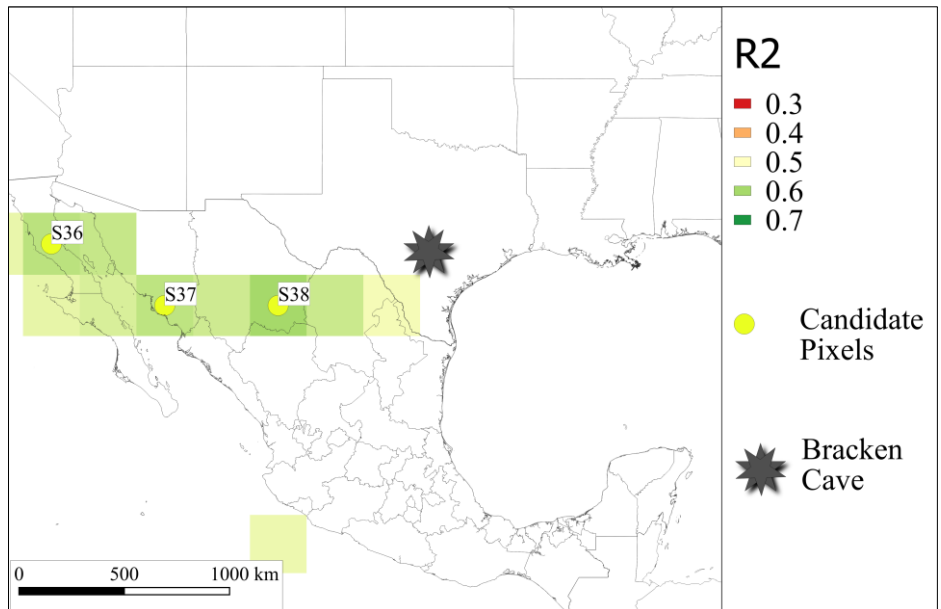 S36
S37
S38
0 500 1000 km
R2
0.3
0.4
0.5
0.6
0.7
Candidate
Pixels
Bracken
Cave